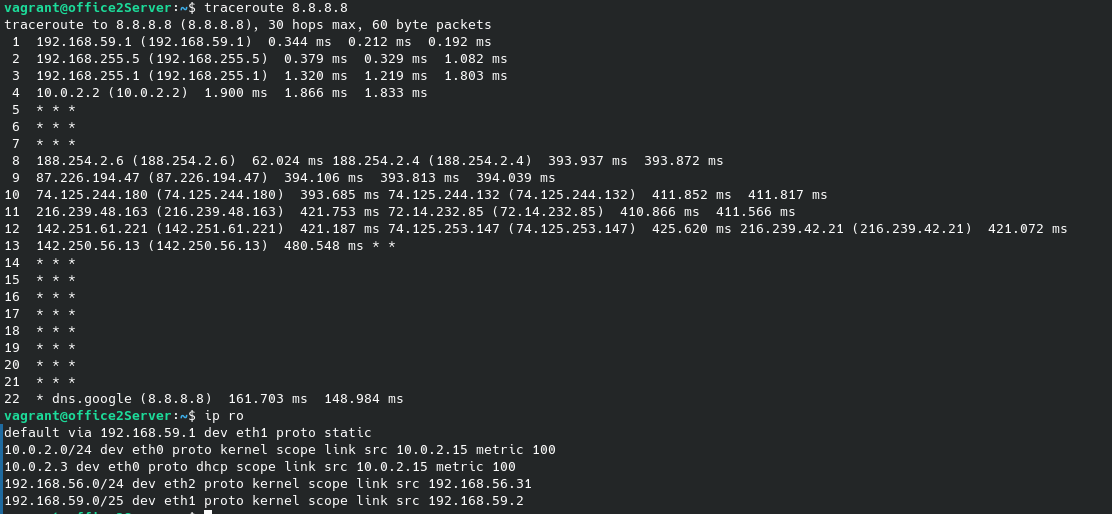 vagrant@office2Server:~$ traceroute 8.8.8.8
traceroute to 8.8.8.8 (8.8.8.8), 30 hops max, 60 byte packets
 1  192.168.59.1 (192.168.59.1)  0.344 ms  0.212 ms  0.192 ms
 2  192.168.255.5 (192.168.255.5)  0.379 ms  0.329 ms  1.082 ms
 3  192.168.255.1 (192.168.255.1)  1.320 ms  1.219 ms  1.803 ms
 4  10.0.2.2 (10.0.2.2)  1.900 ms  1.866 ms  1.833 ms
 5  * * *
 6  * * *
 7  * * *
 8  188.254.2.6 (188.254.2.6)  62.024 ms 188.254.2.4 (188.254.2.4)  393.937 ms  393.872 ms
 9  87.226.194.47 (87.226.194.47)  394.106 ms  393.813 ms  394.039 ms
10  74.125.244.180 (74.125.244.180)  393.685 ms 74.125.244.132 (74.125.244.132)  411.852 ms  411.817 ms
11  216.239.48.163 (216.239.48.163)  421.753 ms 72.14.232.85 (72.14.232.85)  410.866 ms  411.566 ms
12  142.251.61.221 (142.251.61.221)  421.187 ms 74.125.253.147 (74.125.253.147)  425.620 ms 216.239.42.21 (216.239.42.21)  421.072 ms
13  142.250.56.13 (142.250.56.13)  480.548 ms * *
14  * * *
15  * * *
16  * * *
17  * * *
18  * * *
19  * * *
20  * * *
21  * * *
22  * dns.google (8.8.8.8)  161.703 ms  148.984 ms
vagrant@office2Server:~$ ip ro
default via 192.168.59.1 dev eth1 proto static
10.0.2.0/24 dev eth0 proto kernel scope link src 10.0.2.15 metric 100
10.0.2.3 dev eth0 proto dhcp scope link src 10.0.2.15 metric 100
192.168.56.0/24 dev eth2 proto kernel scope link src 192.168.56.31
192.168.59.0/25 dev eth1 proto kernel scope link src 192.168.59.2